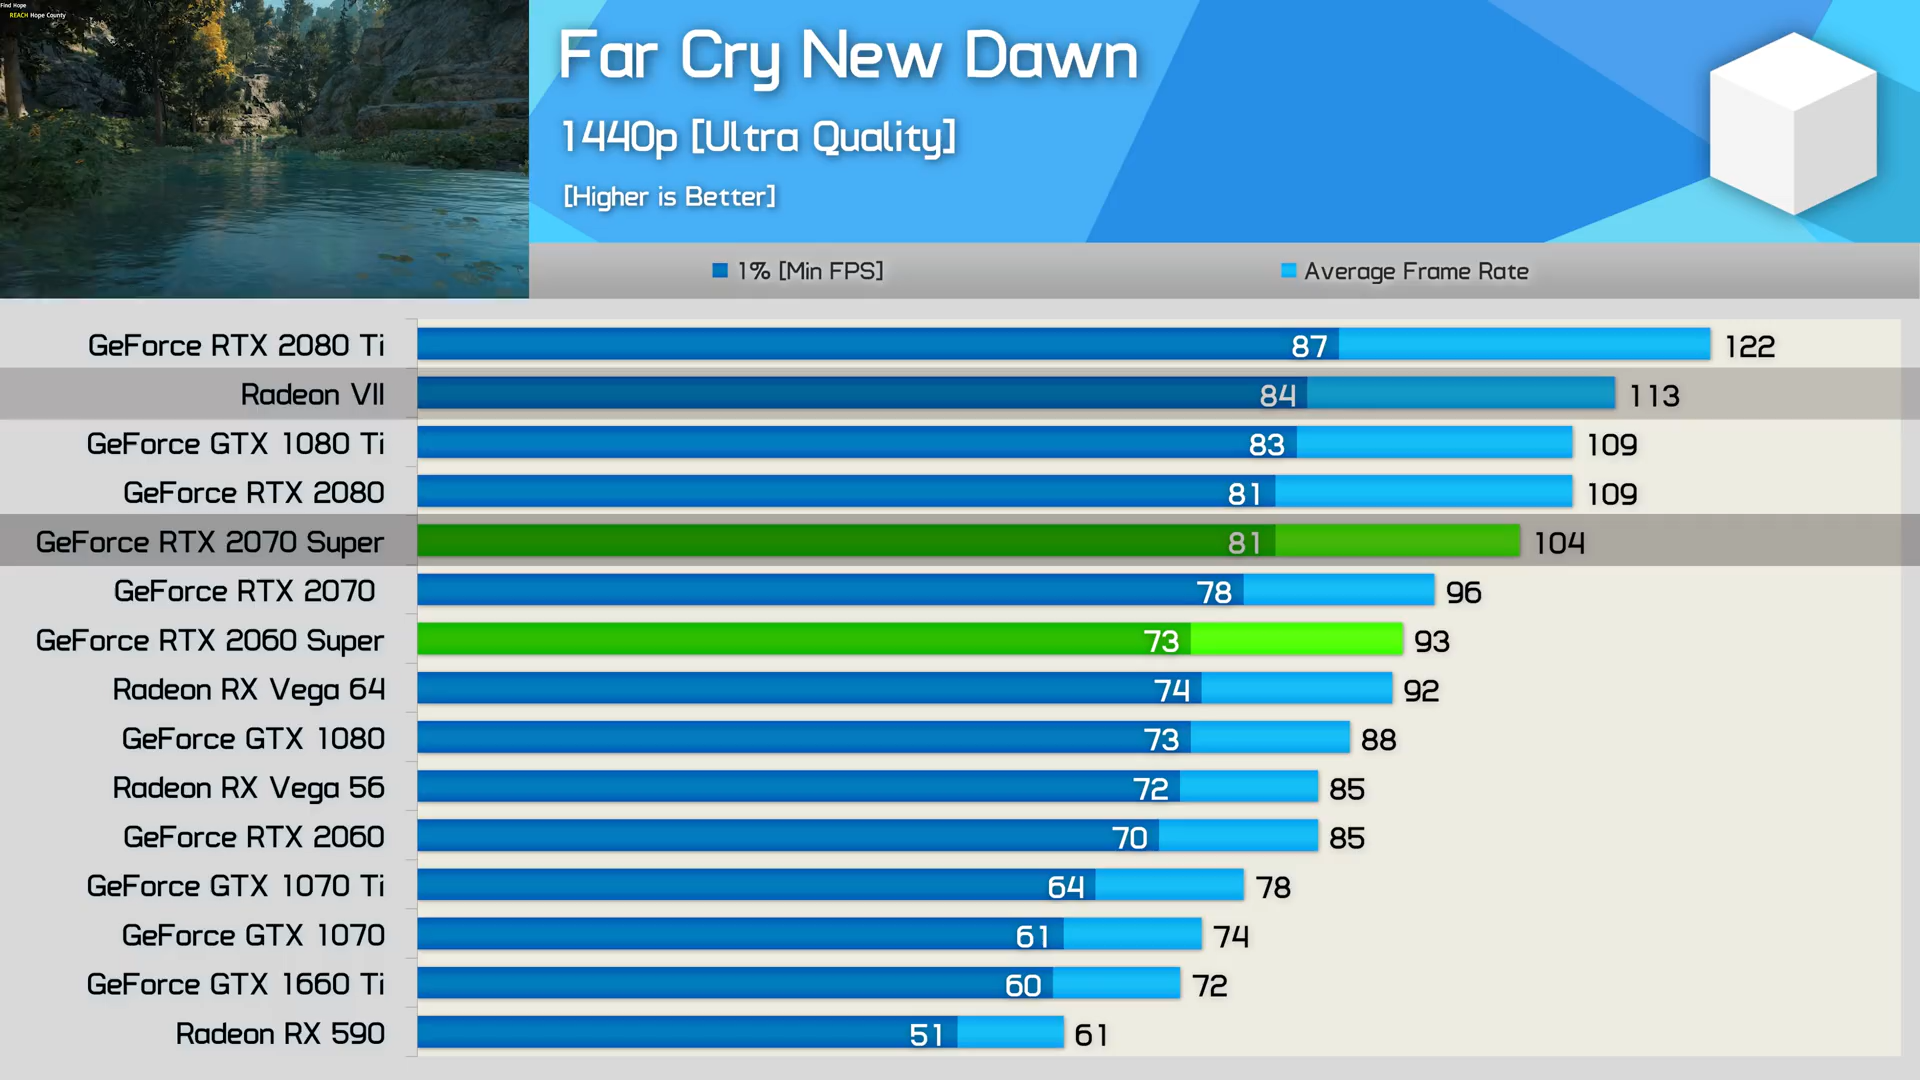 Find Hope
REACH Hope County
Far Cry New Dawn
1440p [Ultra Quality]
[Higher is Better]
1% [Min FPS]
Average Frame Rate
GeForce RTX 2080 Ti 87 122
Radeon VII 84 113
GeForce GTX 1080 Ti 83 109
GeForce RTX 2080 81 109
GeForce RTX 2070 Super 81 104
GeForce RTX 2070 78 96
GeForce RTX 2060 Super 73 93
Radeon RX Vega 64 74 92
GeForce GTX 1080 73 88
Radeon RX Vega 56 72 85
GeForce RTX 2060 70 85
GeForce GTX 1070 Ti 64 78
GeForce GTX 1070 61 74
GeForce GTX 1660 Ti 60 72
Radeon RX 590 51 61